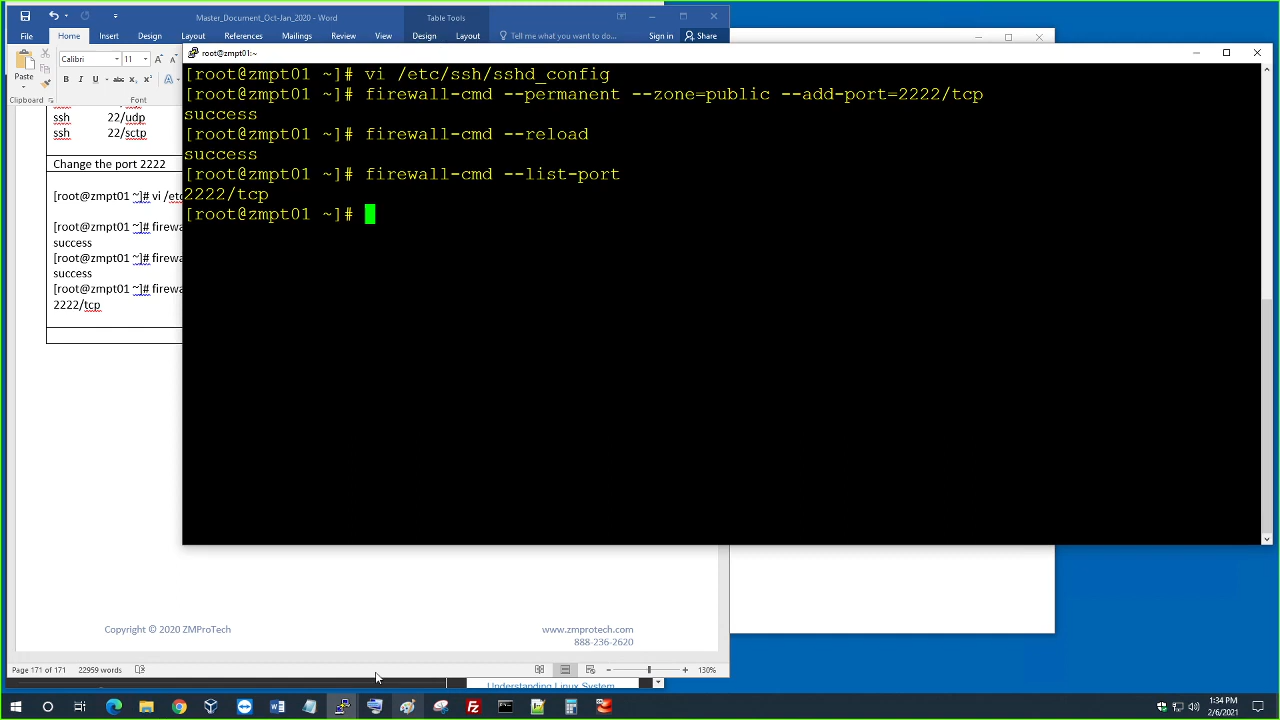 Master_Document_Oct-Jan_2020 - Word
Table Tools
File Home Insert Design Layout References Mailings Review View Design Layout Tell me what you want to do... Sign in Share
Paste
Calibri 11
B I U
Clipboard
Font
root@zmpt01:~
[root@zmpt01 ~]# vi /etc/ssh/sshd_config
[root@zmpt01 ~]# firewall-cmd --permanent --zone=public --add-port=2222/tcp
success
[root@zmpt01 ~]# firewall-cmd --reload
success
[root@zmpt01 ~]# firewall-cmd --list-port
2222/tcp
[root@zmpt01 ~]#
ssh 22/udp
ssh 22/sctp
Change the port 2222
[root@zmpt01 ~]# vi /etc
[root@zmpt01 ~]# firewa
success
[root@zmpt01 ~]# firewa
success
[root@zmpt01 ~]# firewa
2222/tcp
Copyright © 2020 ZMProTech
www.zmprotech.com
888-236-2620
Page 171 of 171 22959 words
130%
Understanding Linux System
1:34 PM
2/6/2021